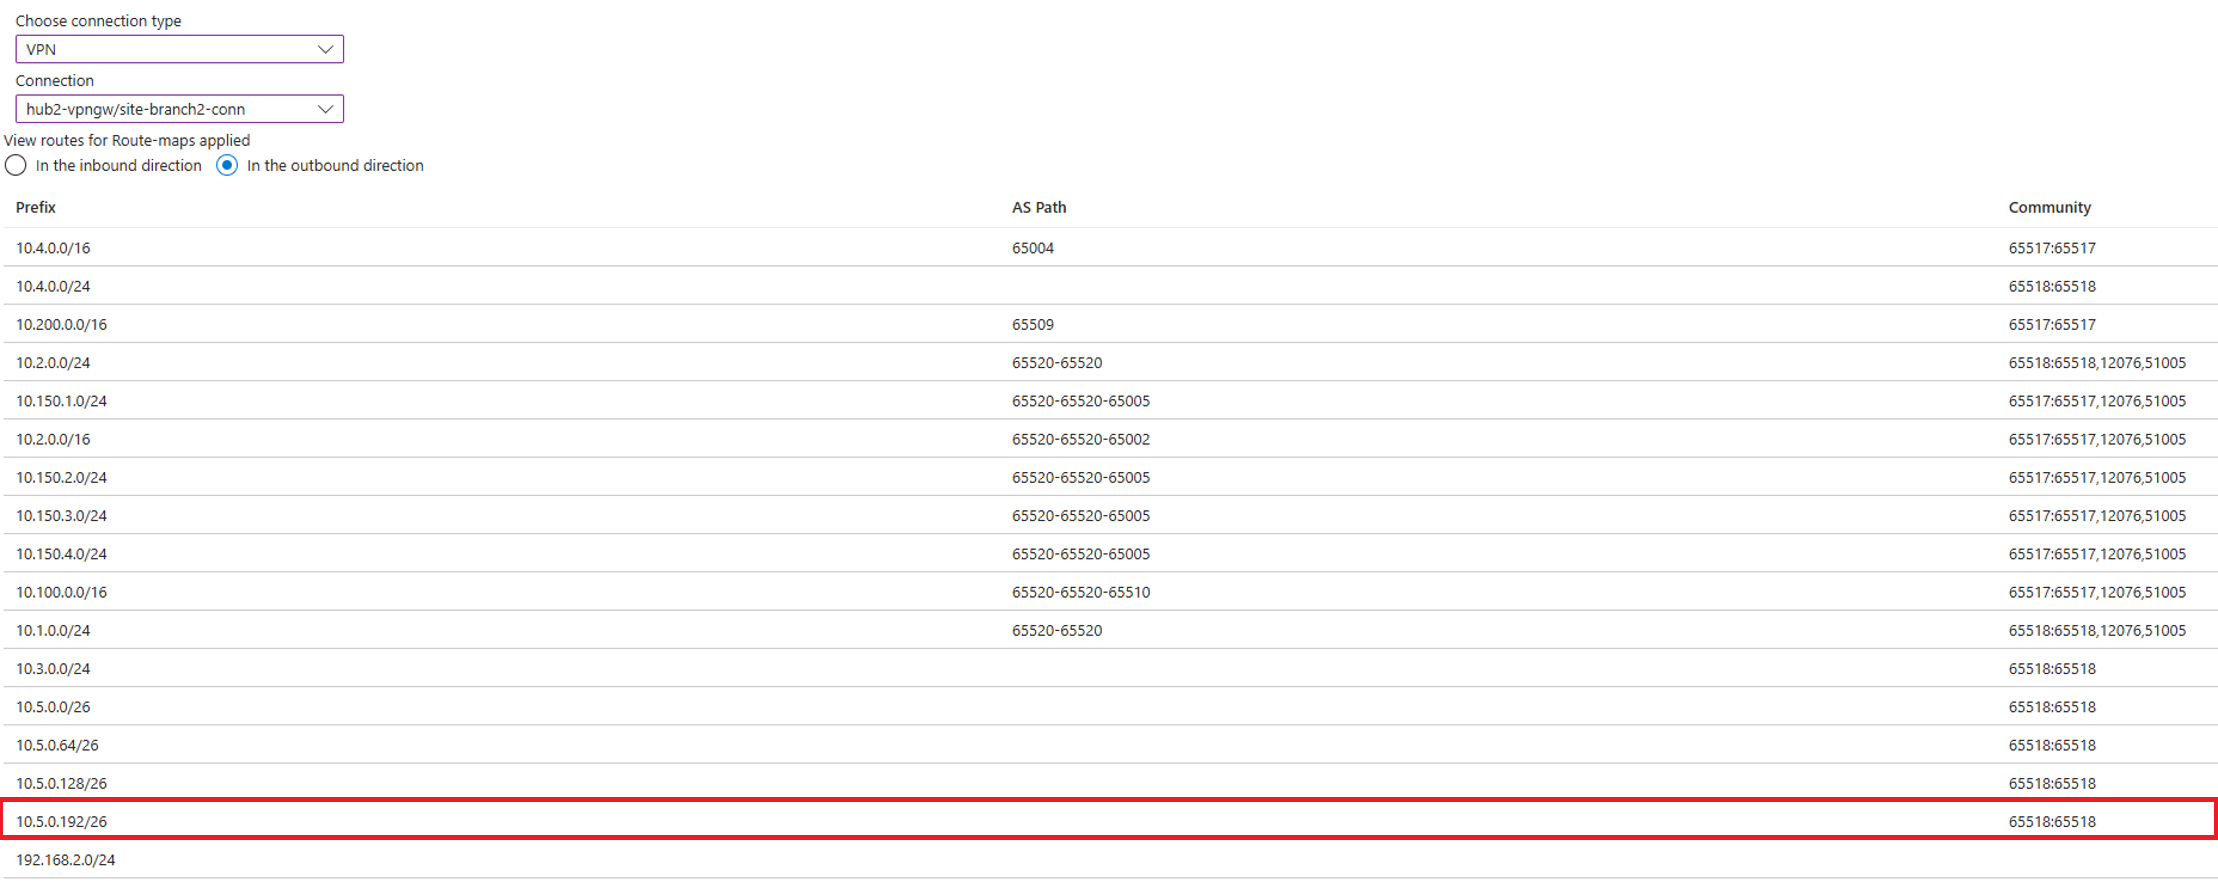 Choose connection type
VPN
Connection
hub2-vpngw/site-branch2-conn
View routes for Route-maps applied
In the inbound direction In the outbound direction
Prefix AS Path Community
10.4.0.0/16 65004 65517:65517
10.4.0.0/24 65518:65518
10.200.0.0/16 65509 65517:65517
10.2.0.0/24 65520-65520 65518:65518,12076,51005
10.150.1.0/24 65520-65520-65005 65517:65517,12076,51005
10.2.0.0/16 65520-65520-65002 65517:65517,12076,51005
10.150.2.0/24 65520-65520-65005 65517:65517,12076,51005
10.150.3.0/24 65520-65520-65005 65517:65517,12076,51005
10.150.4.0/24 65520-65520-65005 65517:65517,12076,51005
10.100.0.0/16 65520-65520-65510 65517:65517,12076,51005
10.1.0.0/24 65520-65520 65518:65518,12076,51005
10.3.0.0/24 65518:65518
10.5.0.0/26 65518:65518
10.5.0.64/26 65518:65518
10.5.0.128/26 65518:65518
10.5.0.192/26 65518:65518
192.168.2.0/24